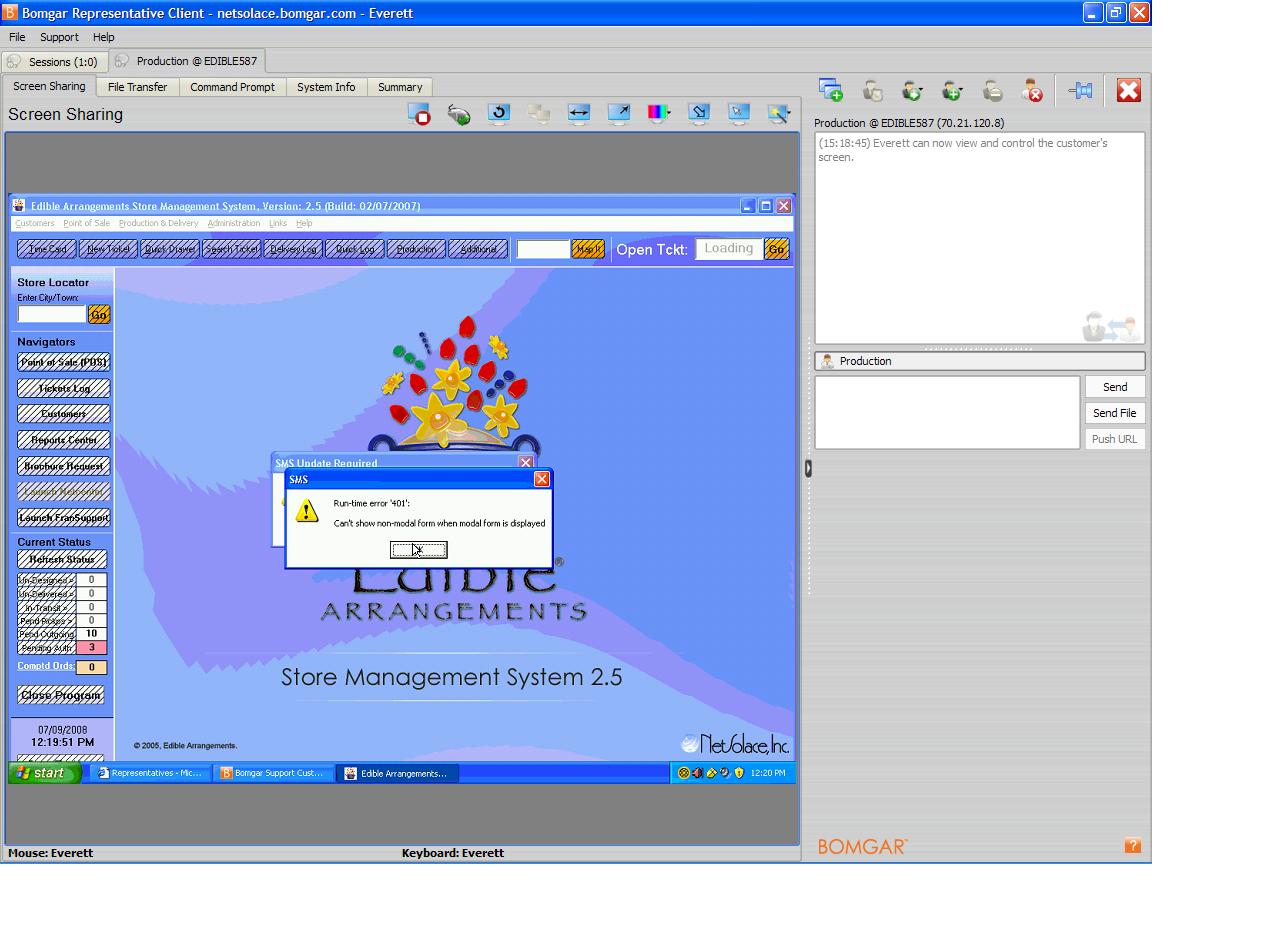 Bomgar Representative Client - netsolace.bomgar.com - Everett
File Support Help
Sessions (1:0) Production @ EDIBLE587
Screen Sharing File Transfer Command Prompt System Info Summary
Screen Sharing
Production @ EDIBLE587 (70.21.120.8)
(15:18:45) Everett can now view and control the customer's
screen.
Production
Send
Send File
Push URL
Edible Arrangements Store Management System, Version: 2.5 (Build: 02/07/2007)
Customers Point of Sale Production & Delivery Administration Links Help
Time Card New Ticket Quick Drawer Search Ticket Delivery Log Quick Log Production Additional Map It Open Tckt: Loading Go
Store Locator
Enter City/Town:
Go
Navigators
Point of Sale (POS)
Tickets Log
Customers
Reports Center
Brochure Request
Launch Netcenter
Launch FranSupport
Current Status
Refresh Status
Un-Designed > 0
Un-Delivered > 0
In-Transit > 0
Pend Pickps > 0
Pend Outgoing 10
Pending Auth 3
Comptd Ords: 0
Close Program
07/09/2008
12:19:51 PM
SMS Update Required
SMS
Run-time error '401':
Can't show non-modal form when modal form is displayed
Edible®
ARRANGEMENTS
Store Management System 2.5
© 2005, Edible Arrangements.
NetSolace, Inc.
start Representatives - Mic... Bomgar Support Cust... Edible Arrangements... 12:20 PM
Mouse: Everett Keyboard: Everett
BOMGAR™
?